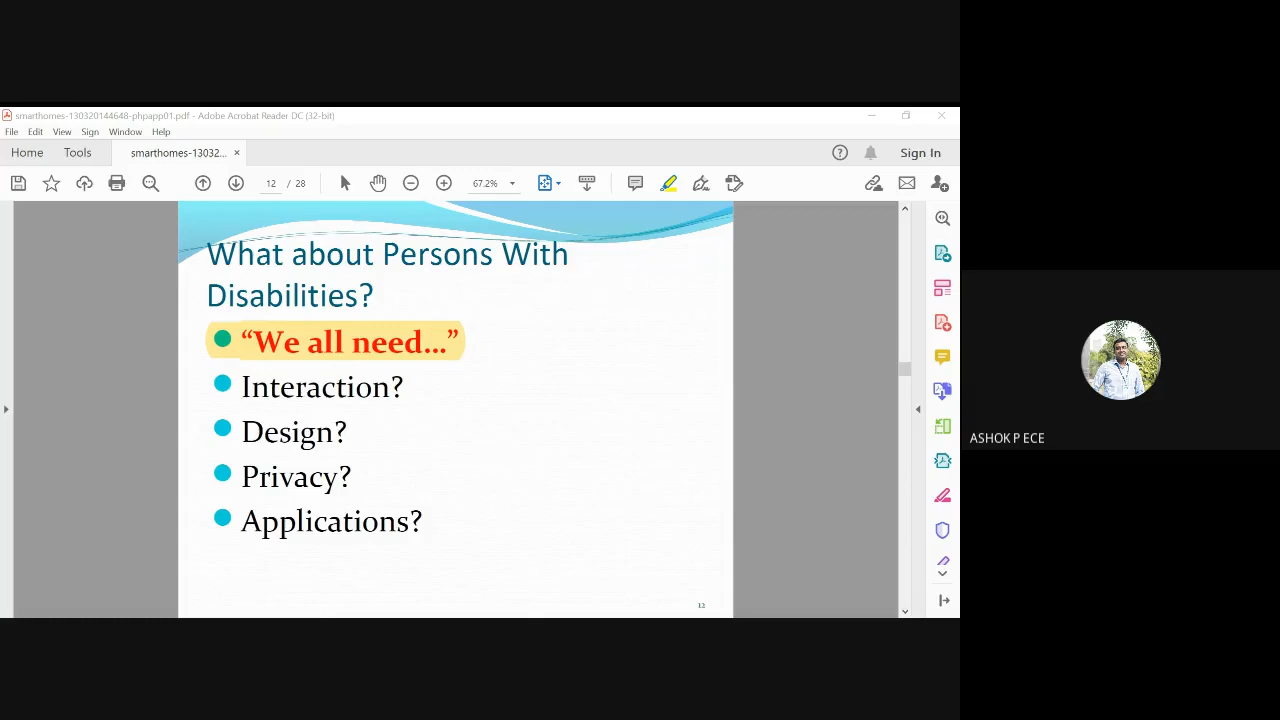 smarthomes-130320144648-phpapp01.pdf - Adobe Acrobat Reader DC (32-bit)
File Edit View Sign Window Help
Home Tools smarthomes-13032... × Sign In
12 / 28 67.2%
What about Persons With
Disabilities?
“We all need...”
Interaction?
Design?
Privacy?
Applications?
12
ASHOK P ECE